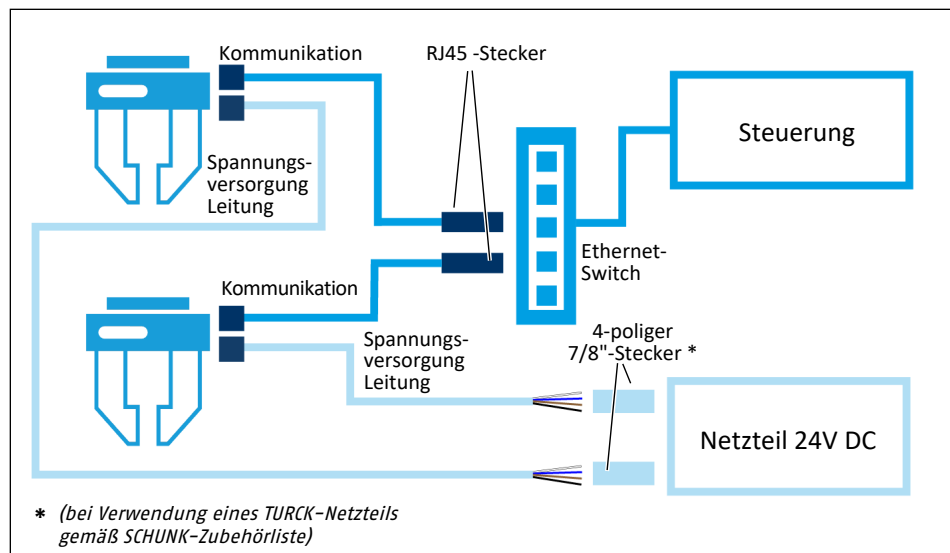 Kommunikation
RJ45 -Stecker
Steuerung
Spannungs-
versorgung
Leitung
Ethernet-
Switch
Kommunikation
Spannungs-
versorgung
Leitung
4-poliger
7/8"-Stecker *
Netzteil 24V DC
* (bei Verwendung eines TURCK-Netzteils
gemäß SCHUNK-Zubehörliste)